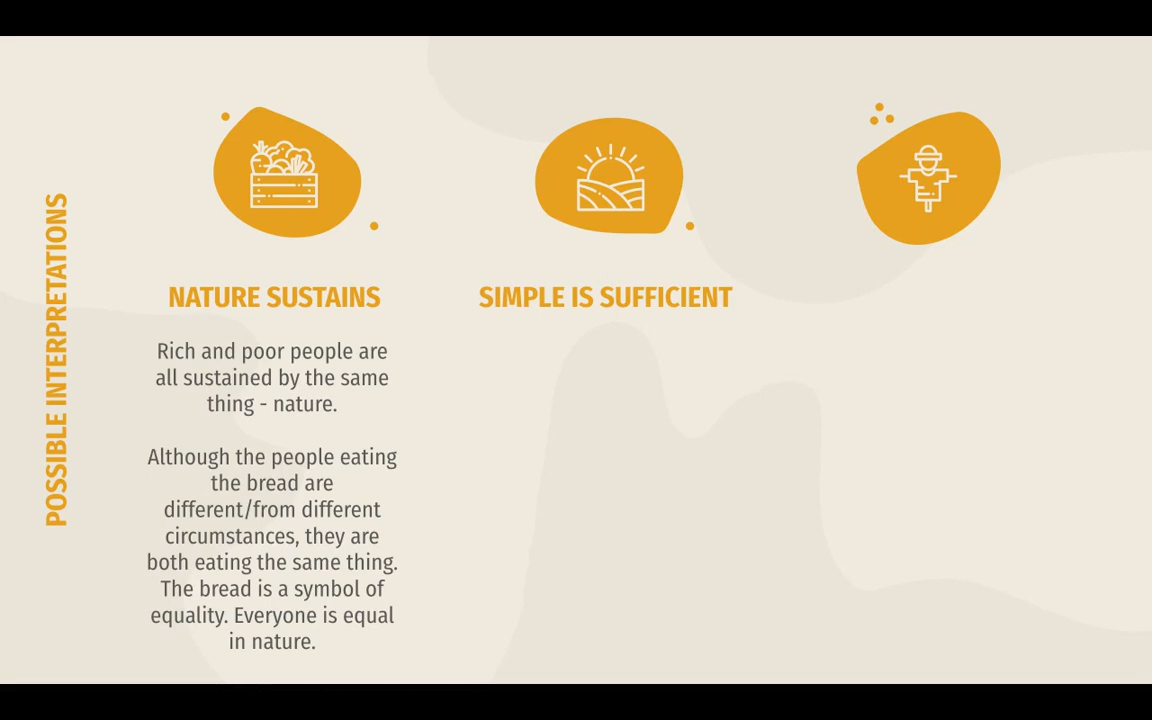 POSSIBLE INTERPRETATIONS
NATURE SUSTAINS
Rich and poor people are
all sustained by the same
thing - nature.
Although the people eating
the bread are
different/from different
circumstances, they are
both eating the same thing.
The bread is a symbol of
equality. Everyone is equal
in nature.
SIMPLE IS SUFFICIENT